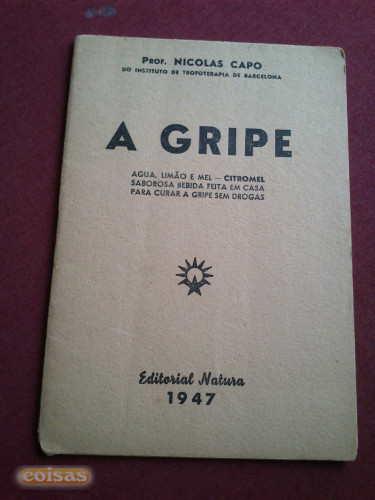 PROF. NICOLAS CAPO
DO INSTITUTO DE TROFOTERAPIA DE BARCELONA
A GRIPE
AGUA, LIMÃO E MEL — CITROMEL
SABOROSA BEBIDA FEITA EM CASA
PARA CURAR A GRIPE SEM DROGAS
Editorial Natura
1947
coisas